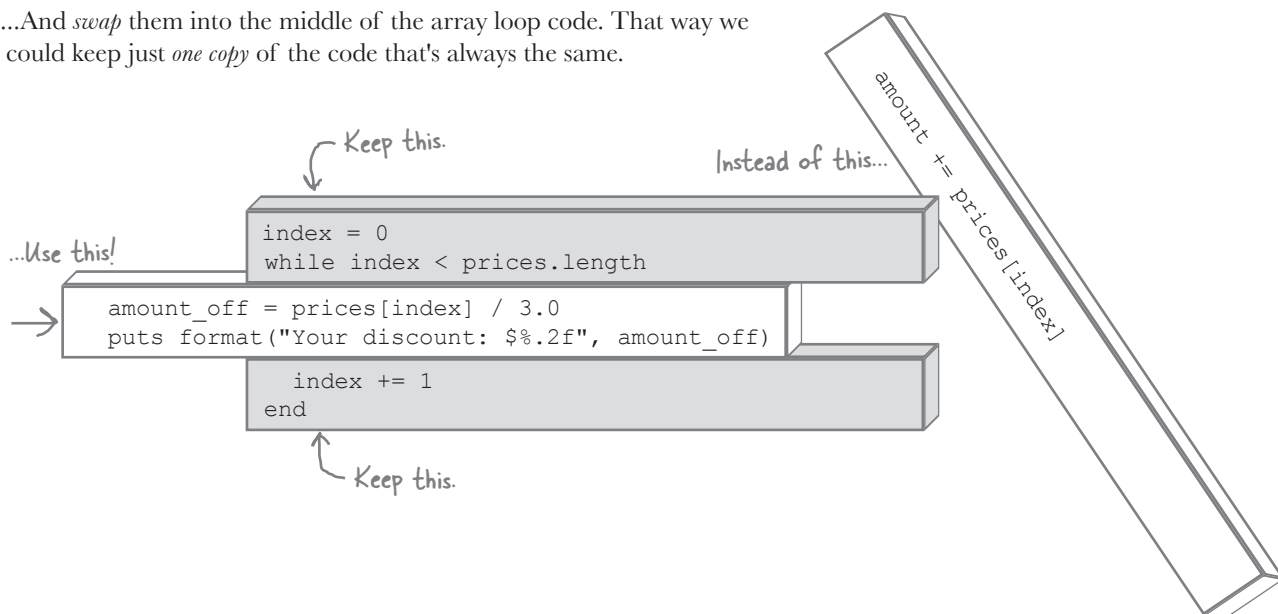 ...And swap them into the middle of the array loop code. That way we
could keep just one copy of the code that's always the same.
Keep this.
Instead of this...
amount += prices[index]
index = 0
while index < prices.length
...Use this!
amount_off = prices[index] / 3.0
puts format("Your discount: $%.2f", amount_off)
index += 1
end
Keep this.